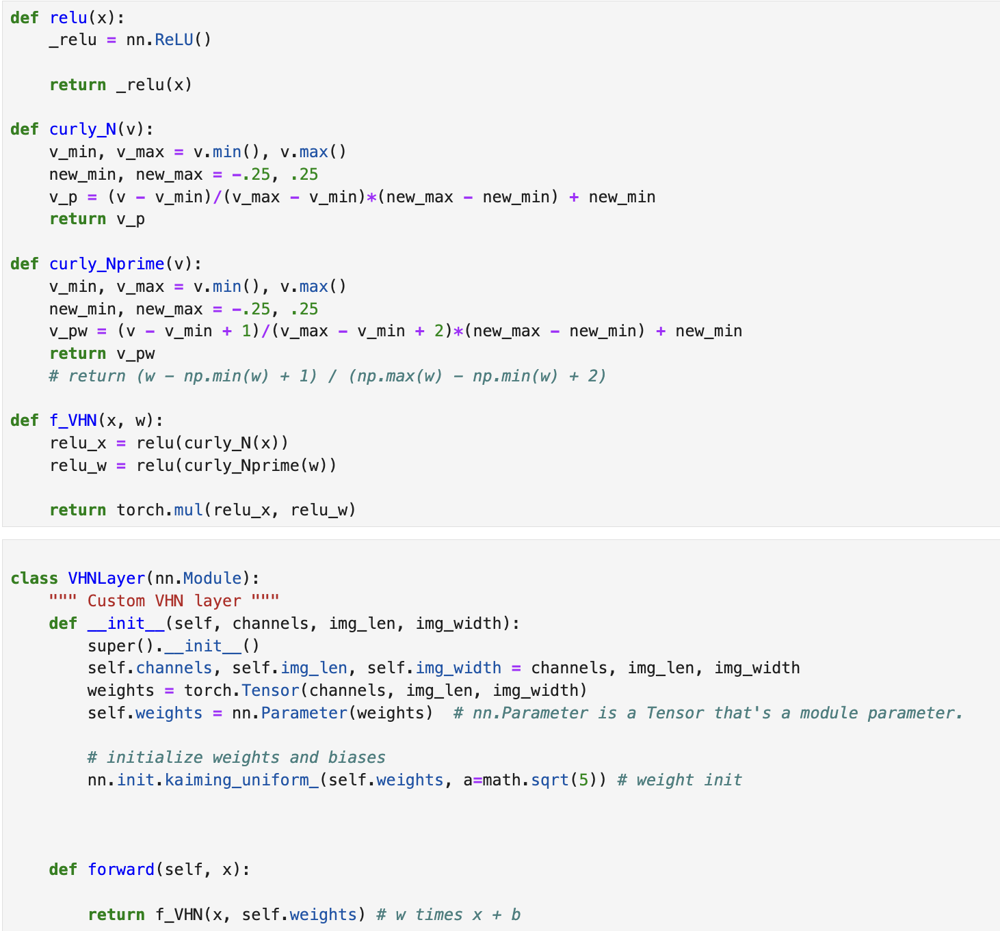 def relu(x):
    _relu = nn.ReLU()
    return _relu(x)
def curly_N(v):
    v_min, v_max = v.min(), v.max()
    new_min, new_max = -.25, .25
    v_p = (v - v_min)/(v_max - v_min)*(new_max - new_min) + new_min
    return v_p
def curly_Nprime(v):
    v_min, v_max = v.min(), v.max()
    new_min, new_max = -.25, .25
    v_pw = (v - v_min + 1)/(v_max - v_min + 2)*(new_max - new_min) + new_min
    return v_pw
    # return (w - np.min(w) + 1) / (np.max(w) - np.min(w) + 2)
def f_VHN(x, w):
    relu_x = relu(curly_N(x))
    relu_w = relu(curly_Nprime(w))
    return torch.mul(relu_x, relu_w)
class VHNLayer(nn.Module):
    """ Custom VHN layer """
    def __init__(self, channels, img_len, img_width):
        super().__init__()
        self.channels, self.img_len, self.img_width = channels, img_len, img_width
        weights = torch.Tensor(channels, img_len, img_width)
        self.weights = nn.Parameter(weights)  # nn.Parameter is a Tensor that's a module parameter.
        # initialize weights and biases
        nn.init.kaiming_uniform_(self.weights, a=math.sqrt(5)) # weight init
    def forward(self, x):
        return f_VHN(x, self.weights) # w times x + b